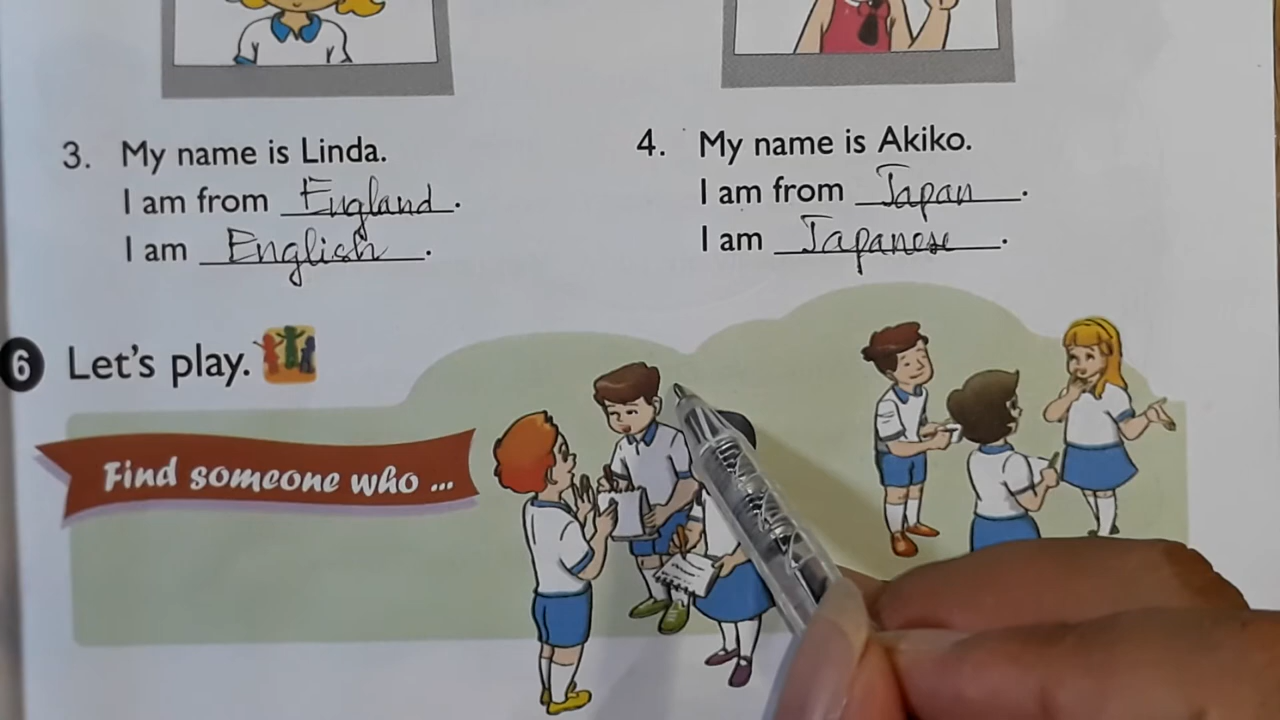 3. My name is Linda.
I am from England.
I am English.
4. My name is Akiko.
I am from Japan.
I am Japanese.
6 Let's play.
Find someone who ...